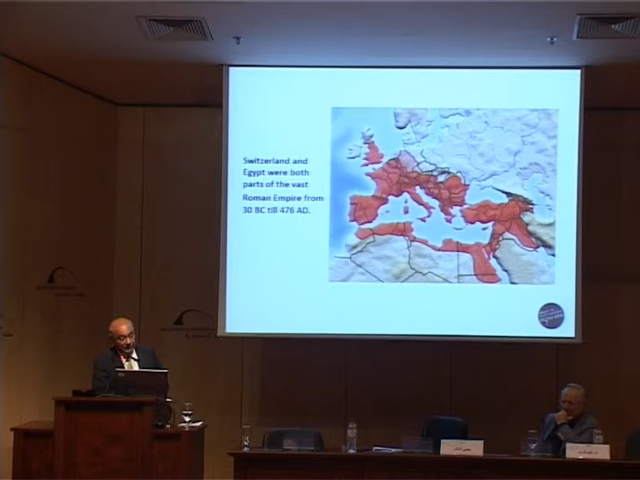 Switzerland and
Egypt were both
parts of the vast
Roman Empire from
30 BC till 476 AD.